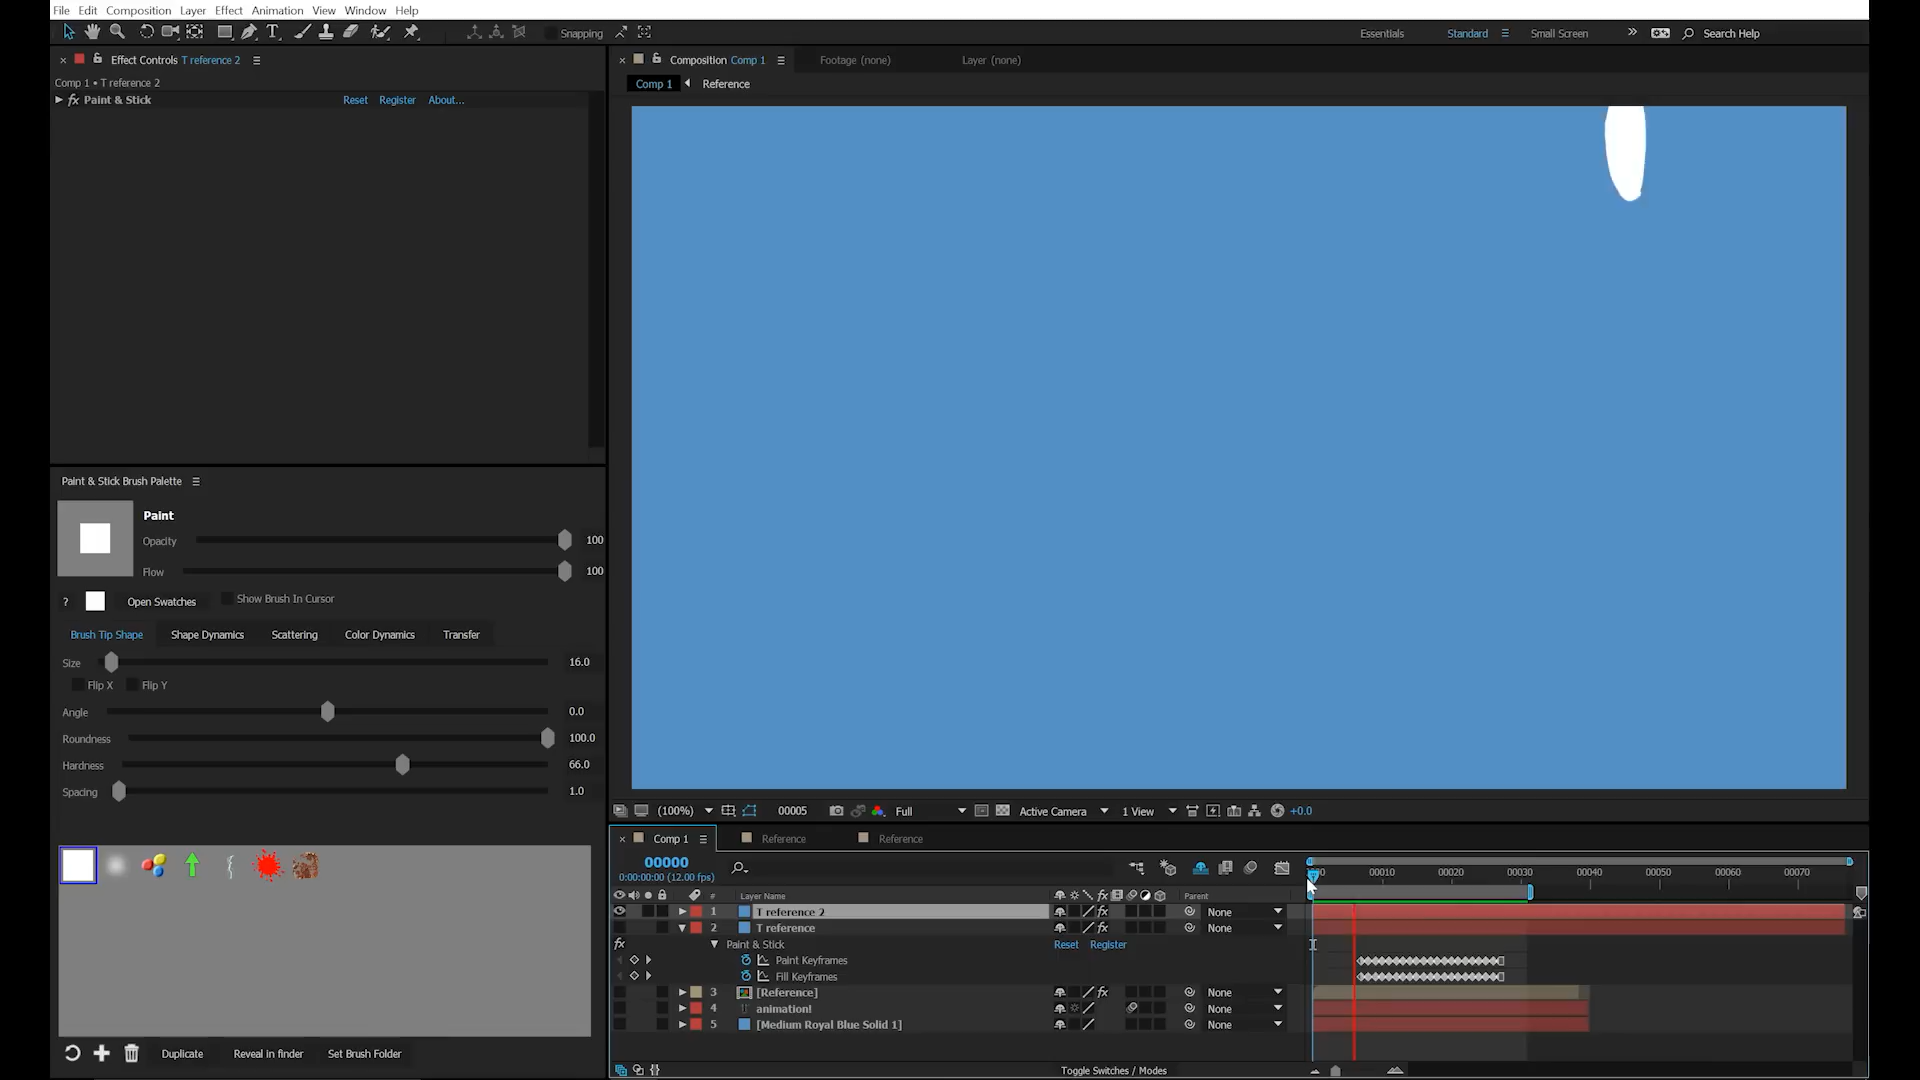 File Edit Composition Layer Effect Animation View Window Help
Snapping
Essentials Standard Small Screen Search Help
Effect Controls T reference 2
Composition Comp 1
Footage (none)
Layer (none)
Comp 1 • T reference 2
Comp 1
Reference
fx Paint & Stick Reset Register About...
Paint & Stick Brush Palette
Paint
Opacity 100
Flow 100
? Open Swatches Show Brush In Cursor
Brush Tip Shape Shape Dynamics Scattering Color Dynamics Transfer
Size 16.0
Flip X Flip Y
Angle 0.0
Roundness 100.0
Hardness 66.0
Spacing 1.0
Duplicate Reveal in finder Set Brush Folder
(100%) 00005 Full Active Camera 1 View +0.0
Comp 1 Reference Reference
00000
0:00:00:00 (12.00 fps)
00010 00020 00030 00040 00050 00060 00070
# Layer Name fx Parent
1 T reference 2 fx None
2 T reference fx None
fx Paint & Stick Reset Register
Paint Keyframes
Fill Keyframes
3 [Reference] fx None
4 T animation! None
5 [Medium Royal Blue Solid 1] None
Toggle Switches / Modes